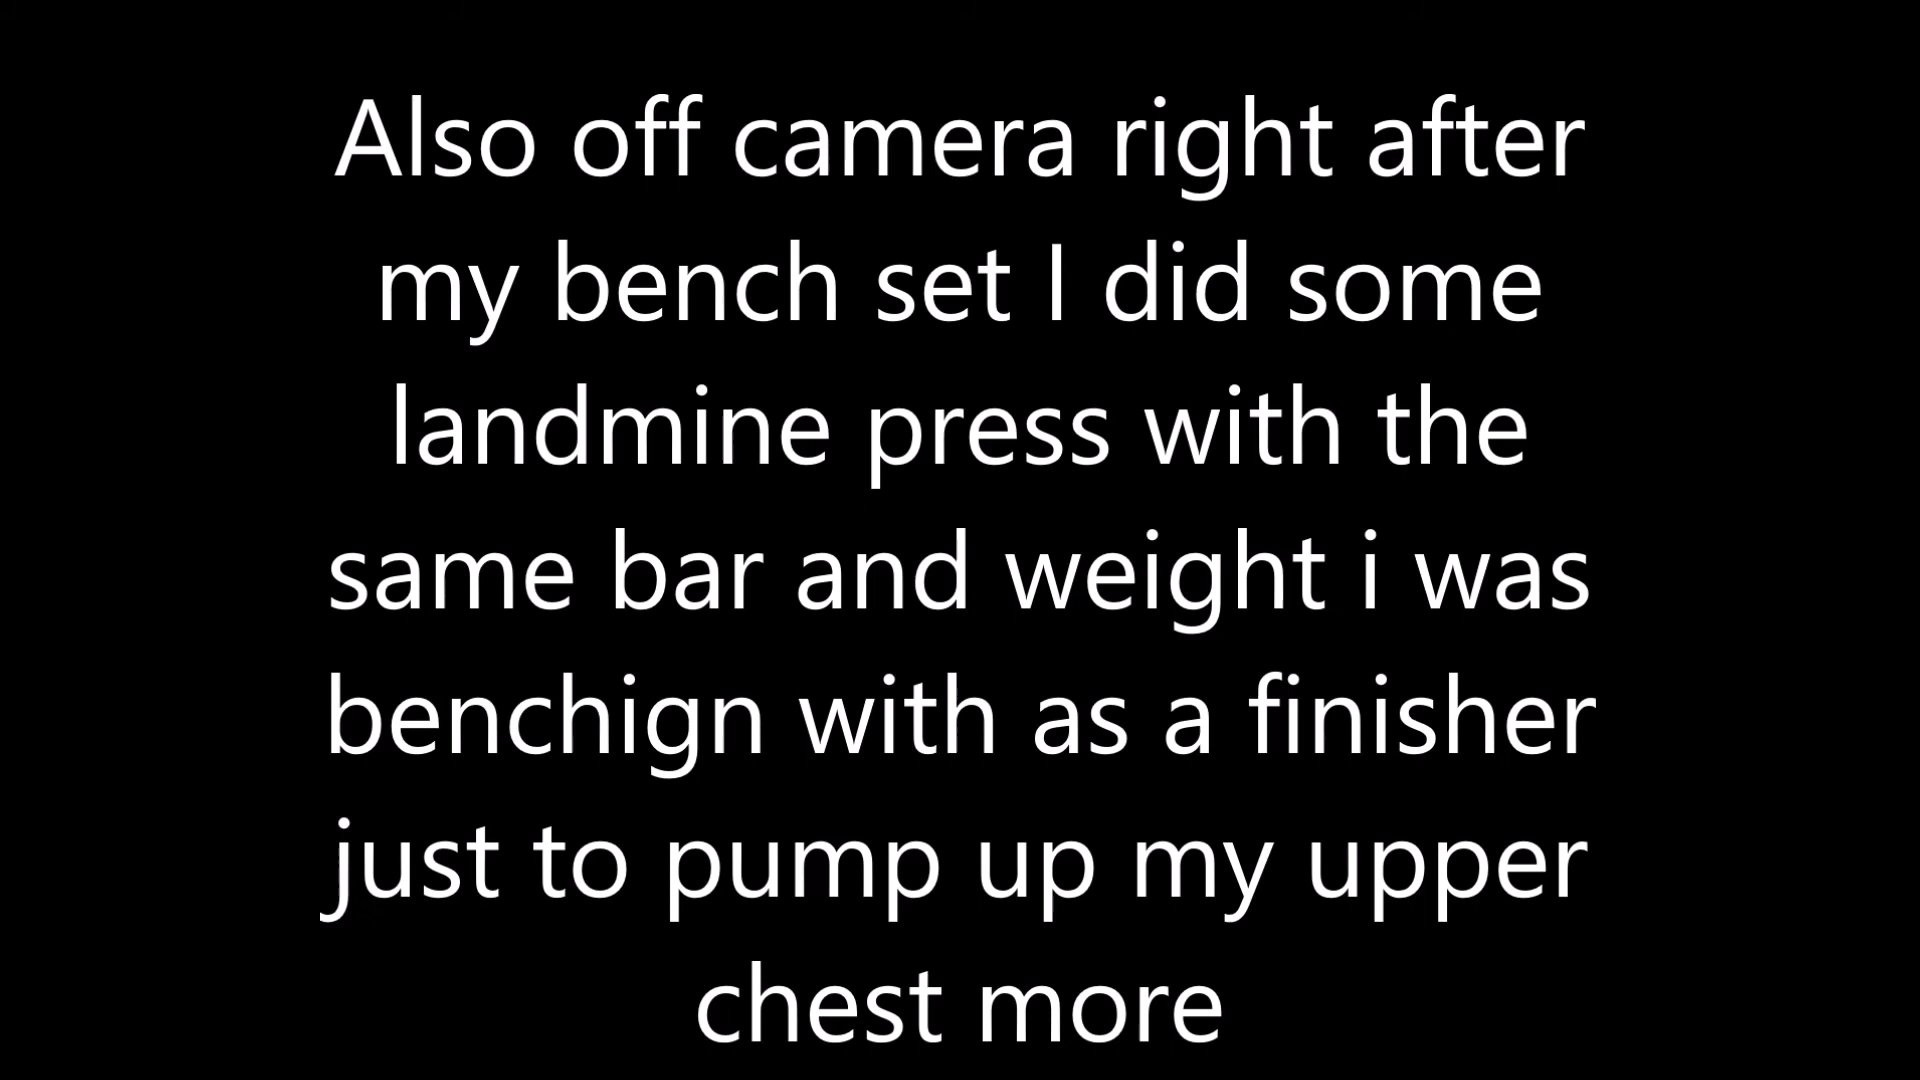 Also off camera right after
my bench set I did some
landmine press with the
same bar and weight i was
benchign with as a finisher
just to pump up my upper
chest more